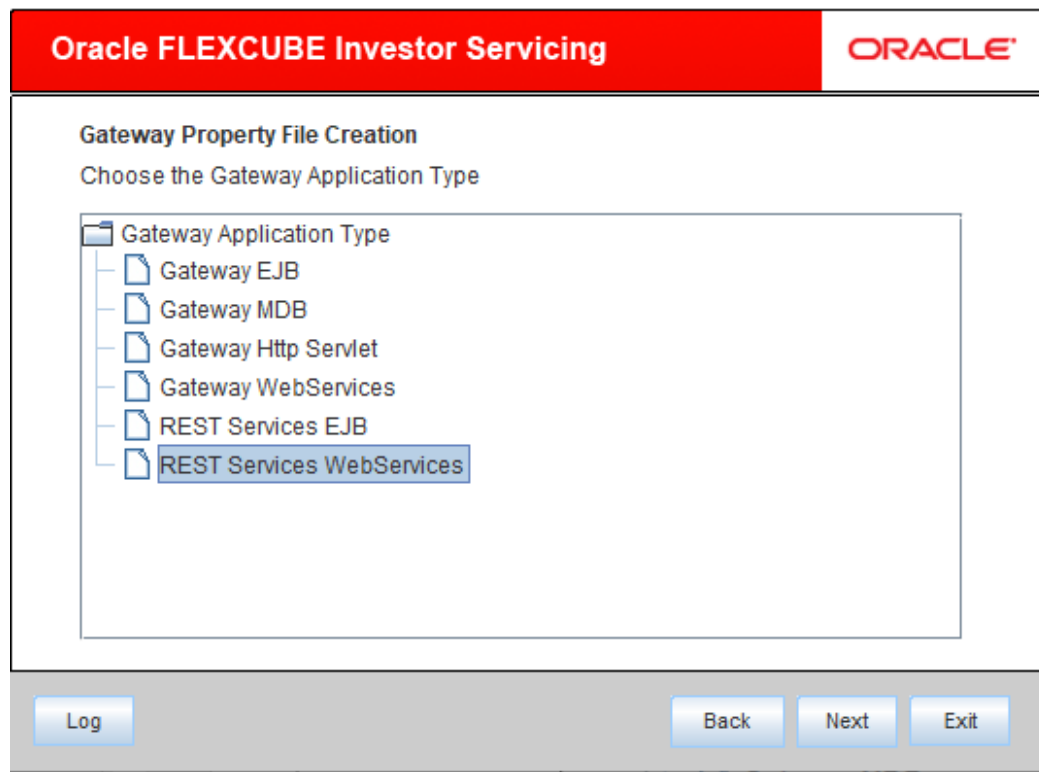 Oracle FLEXCUBE Investor Servicing
ORACLE
Gateway Property File Creation
Choose the Gateway Application Type
Gateway Application Type
Gateway EJB
Gateway MDB
Gateway Http Servlet
Gateway WebServices
REST Services EJB
REST Services WebServices
Log
Back
Next
Exit